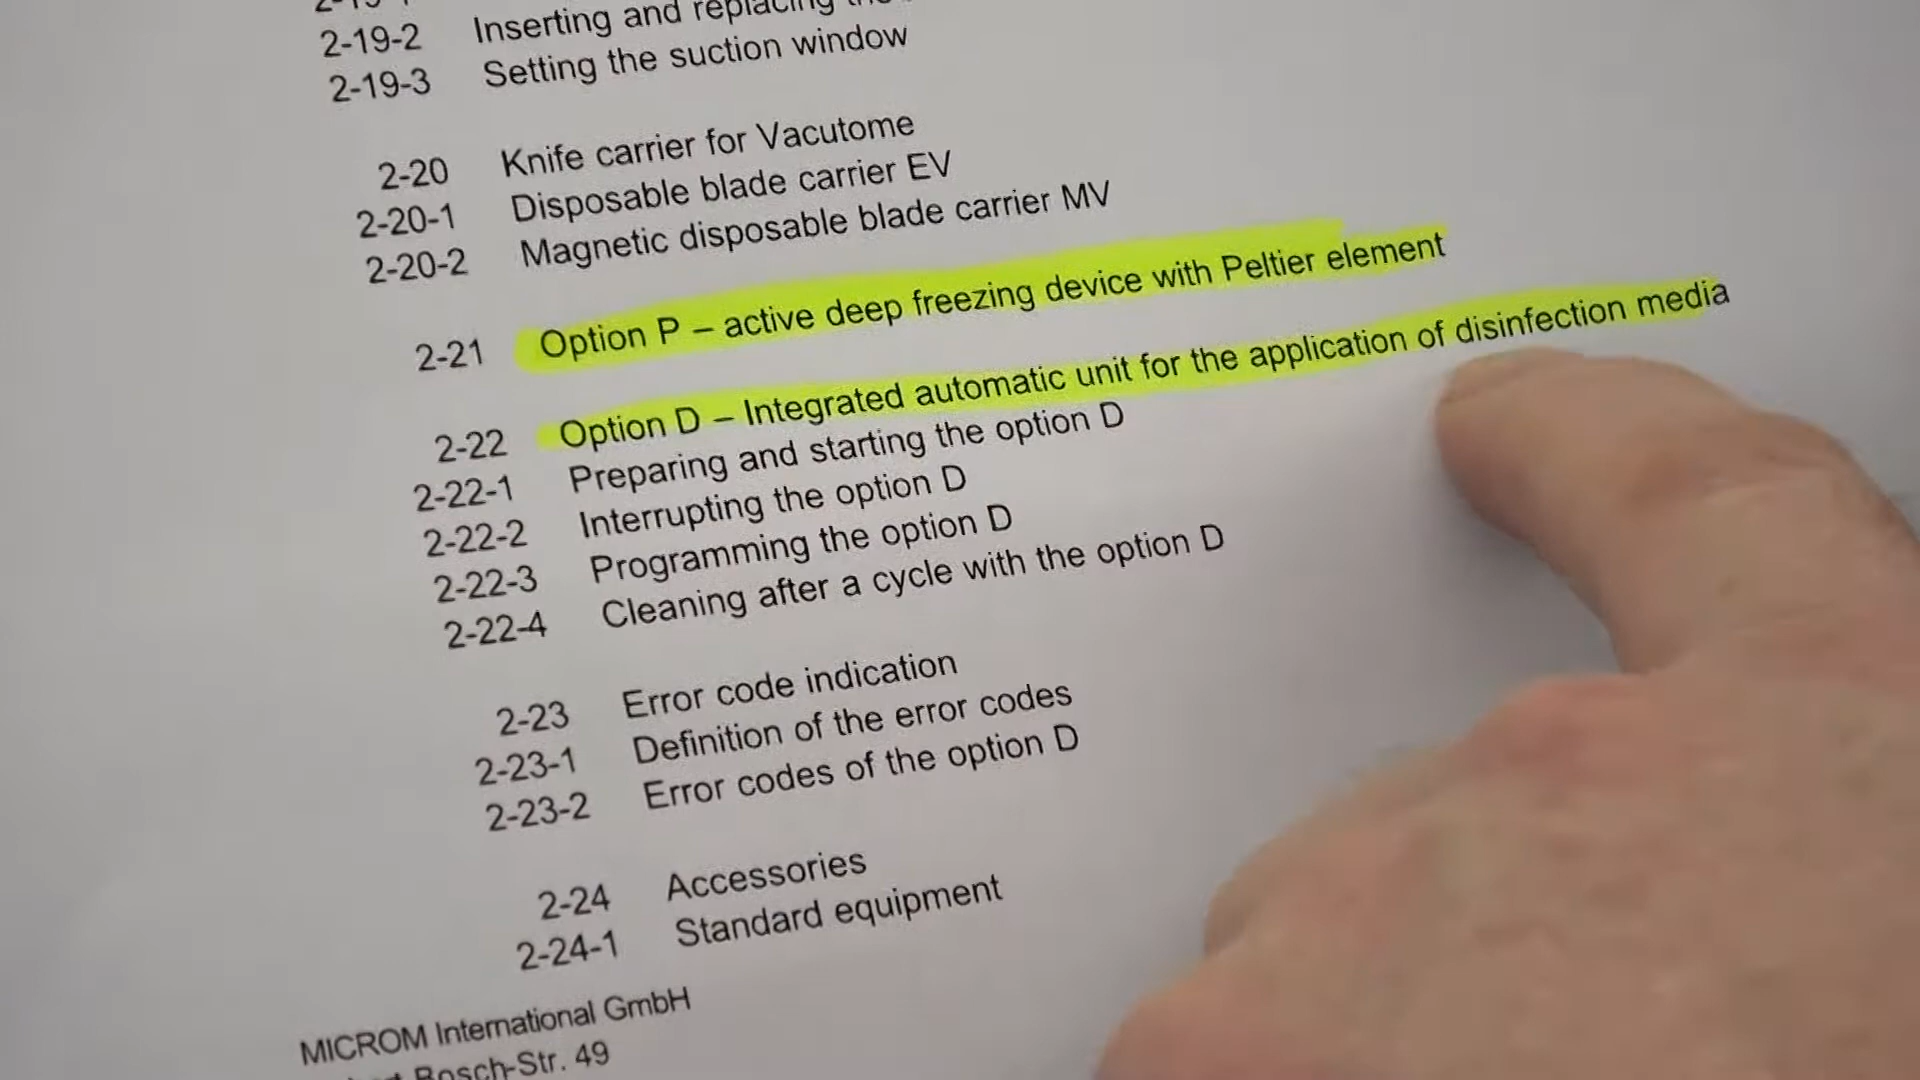 2-19-2 Inserting and replacing the
2-19-3 Setting the suction window
2-20 Knife carrier for Vacutome
2-20-1 Disposable blade carrier EV
2-20-2 Magnetic disposable blade carrier MV
2-21 Option P – active deep freezing device with Peltier element
2-22 Option D – Integrated automatic unit for the application of disinfection media
2-22-1 Preparing and starting the option D
2-22-2 Interrupting the option D
2-22-3 Programming the option D
2-22-4 Cleaning after a cycle with the option D
2-23 Error code indication
2-23-1 Definition of the error codes
2-23-2 Error codes of the option D
2-24 Accessories
2-24-1 Standard equipment
MICROM International GmbH
Bosch-Str. 49